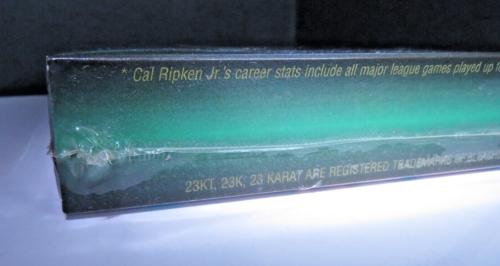 * Cal Ripken Jr.'s career stats include all major league games played up
23KT, 23K, 23 KARAT ARE REGISTERED TRADEMARKS OF